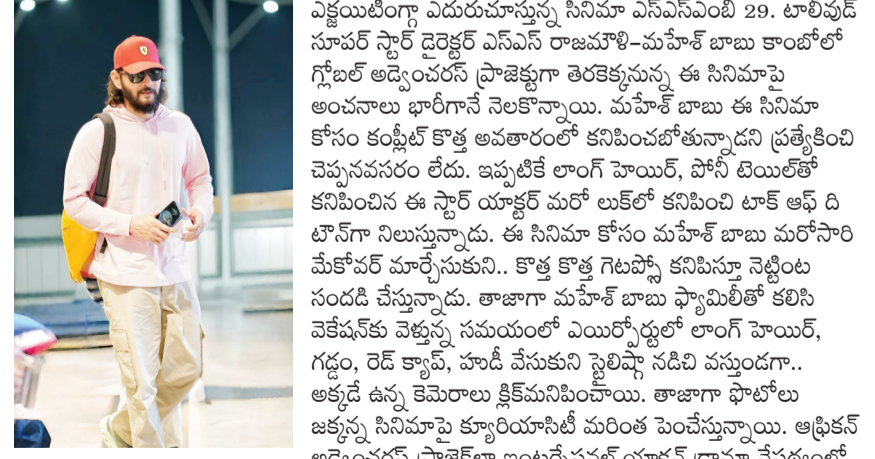 ఎక్జయిటింగ్గా ఎదురుచూస్తున్న సినిమా ఎస్ఎస్ఎంబీ 29. టాలీవుడ్
సూపర్ స్టార్ డైరెక్టర్ ఎస్ఎస్ రాజమౌళి-మహేశ్ బాబు కాంబోలో
గ్లోబల్ అడ్వెంచరస్ ప్రాజెక్టుగా తెరకెక్కనున్న ఈ సినిమాపై
అంచనాలు భారీగానే నెలకొన్నాయి. మహేశ్ బాబు ఈ సినిమా
కోసం కంప్లీట్ కొత్త అవతారంలో కనిపించబోతున్నాడని ప్రత్యేకించి
చెప్పనవసరం లేదు. ఇప్పటికే లాంగ్ హెయిర్, పోనీ టెయిల్‌తో
కనిపించిన ఈ స్టార్ యాక్టర్ మరో లుక్‌లో కనిపించి టాక్ ఆఫ్ ది
టౌన్‌గా నిలుస్తున్నాడు. ఈ సినిమా కోసం మహేశ్ బాబు మరోసారి
మేకోవర్ మార్చేసుకుని.. కొత్త కొత్త గెటప్స్లో కనిపిస్తూ నెట్టింట
సందడి చేస్తున్నాడు. తాజాగా మహేశ్ బాబు ఫ్యామిలీతో కలిసి
వెకేషన్‌కు వెళ్తున్న సమయంలో ఎయిర్పోర్టులో లాంగ్ హెయిర్,
గడ్డం, రెడ్ క్యాప్, హుడీ వేసుకుని స్టైలిష్గా నడిచి వస్తుండగా..
అక్కడే ఉన్న కెమెరాలు క్లిక్‌మనిపించాయి. తాజాగా ఫొటోలు
జక్కన్న సినిమాపై క్యూరియాసిటీ మరింత పెంచేస్తున్నాయి. ఆఫ్రికన్